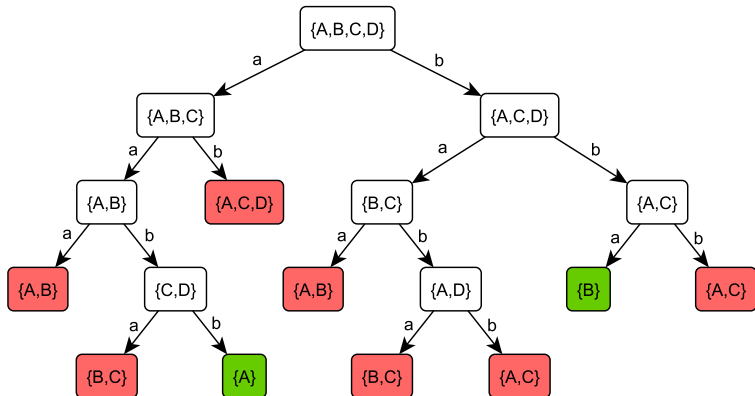 {A,B,C,D}
a
b
{A,B,C}
{A,C,D}
a
b
a
b
{A,B}
{A,C,D}
{B,C}
{A,C}
a
b
a
b
a
b
{A,B}
{C,D}
{A,B}
{A,D}
{B}
{A,C}
a
b
a
b
{B,C}
{A}
{B,C}
{A,C}